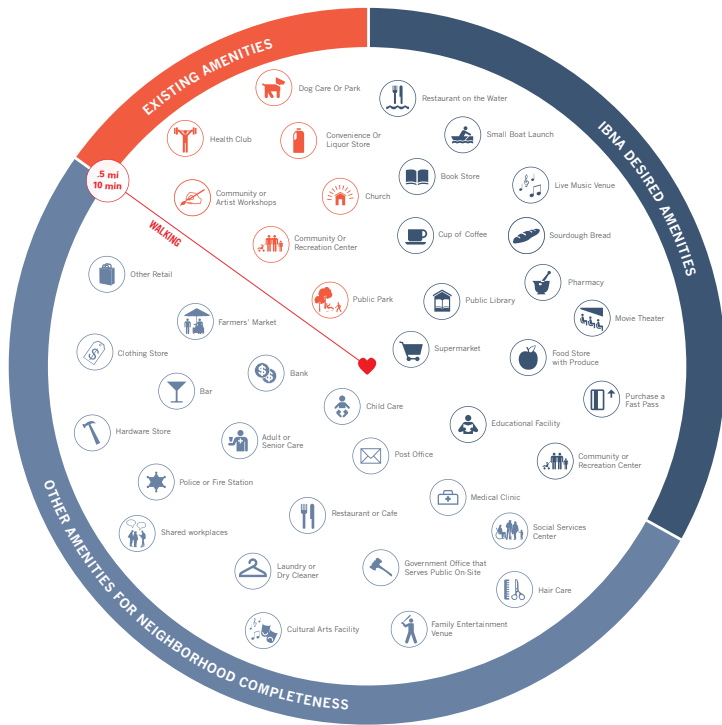 EXISTING AMENITIES
IBNA DESIRED AMENITIES
OTHER AMENITIES FOR NEIGHBORHOOD COMPLETENESS
.5 mi
10 min
WALKING
Dog Care Or Park
Health Club
Convenience Or
Liquor Store
Community or
Artist Workshops
Church
Community Or
Recreation Center
Public Park
Restaurant on the Water
Small Boat Launch
Book Store
Live Music Venue
Cup of Coffee
Sourdough Bread
Pharmacy
Public Library
Movie Theater
Supermarket
Food Store
with Produce
Purchase a
Fast Pass
Educational Facility
Community or
Recreation Center
Other Retail
Farmers' Market
Clothing Store
Bank
Bar
Child Care
Hardware Store
Adult or
Senior Care
Post Office
Police or Fire Station
Medical Clinic
Shared workplaces
Restaurant or Cafe
Social Services
Center
Laundry or
Dry Cleaner
Government Office that
Serves Public On-Site
Hair Care
Cultural Arts Facility
Family Entertainment
Venue